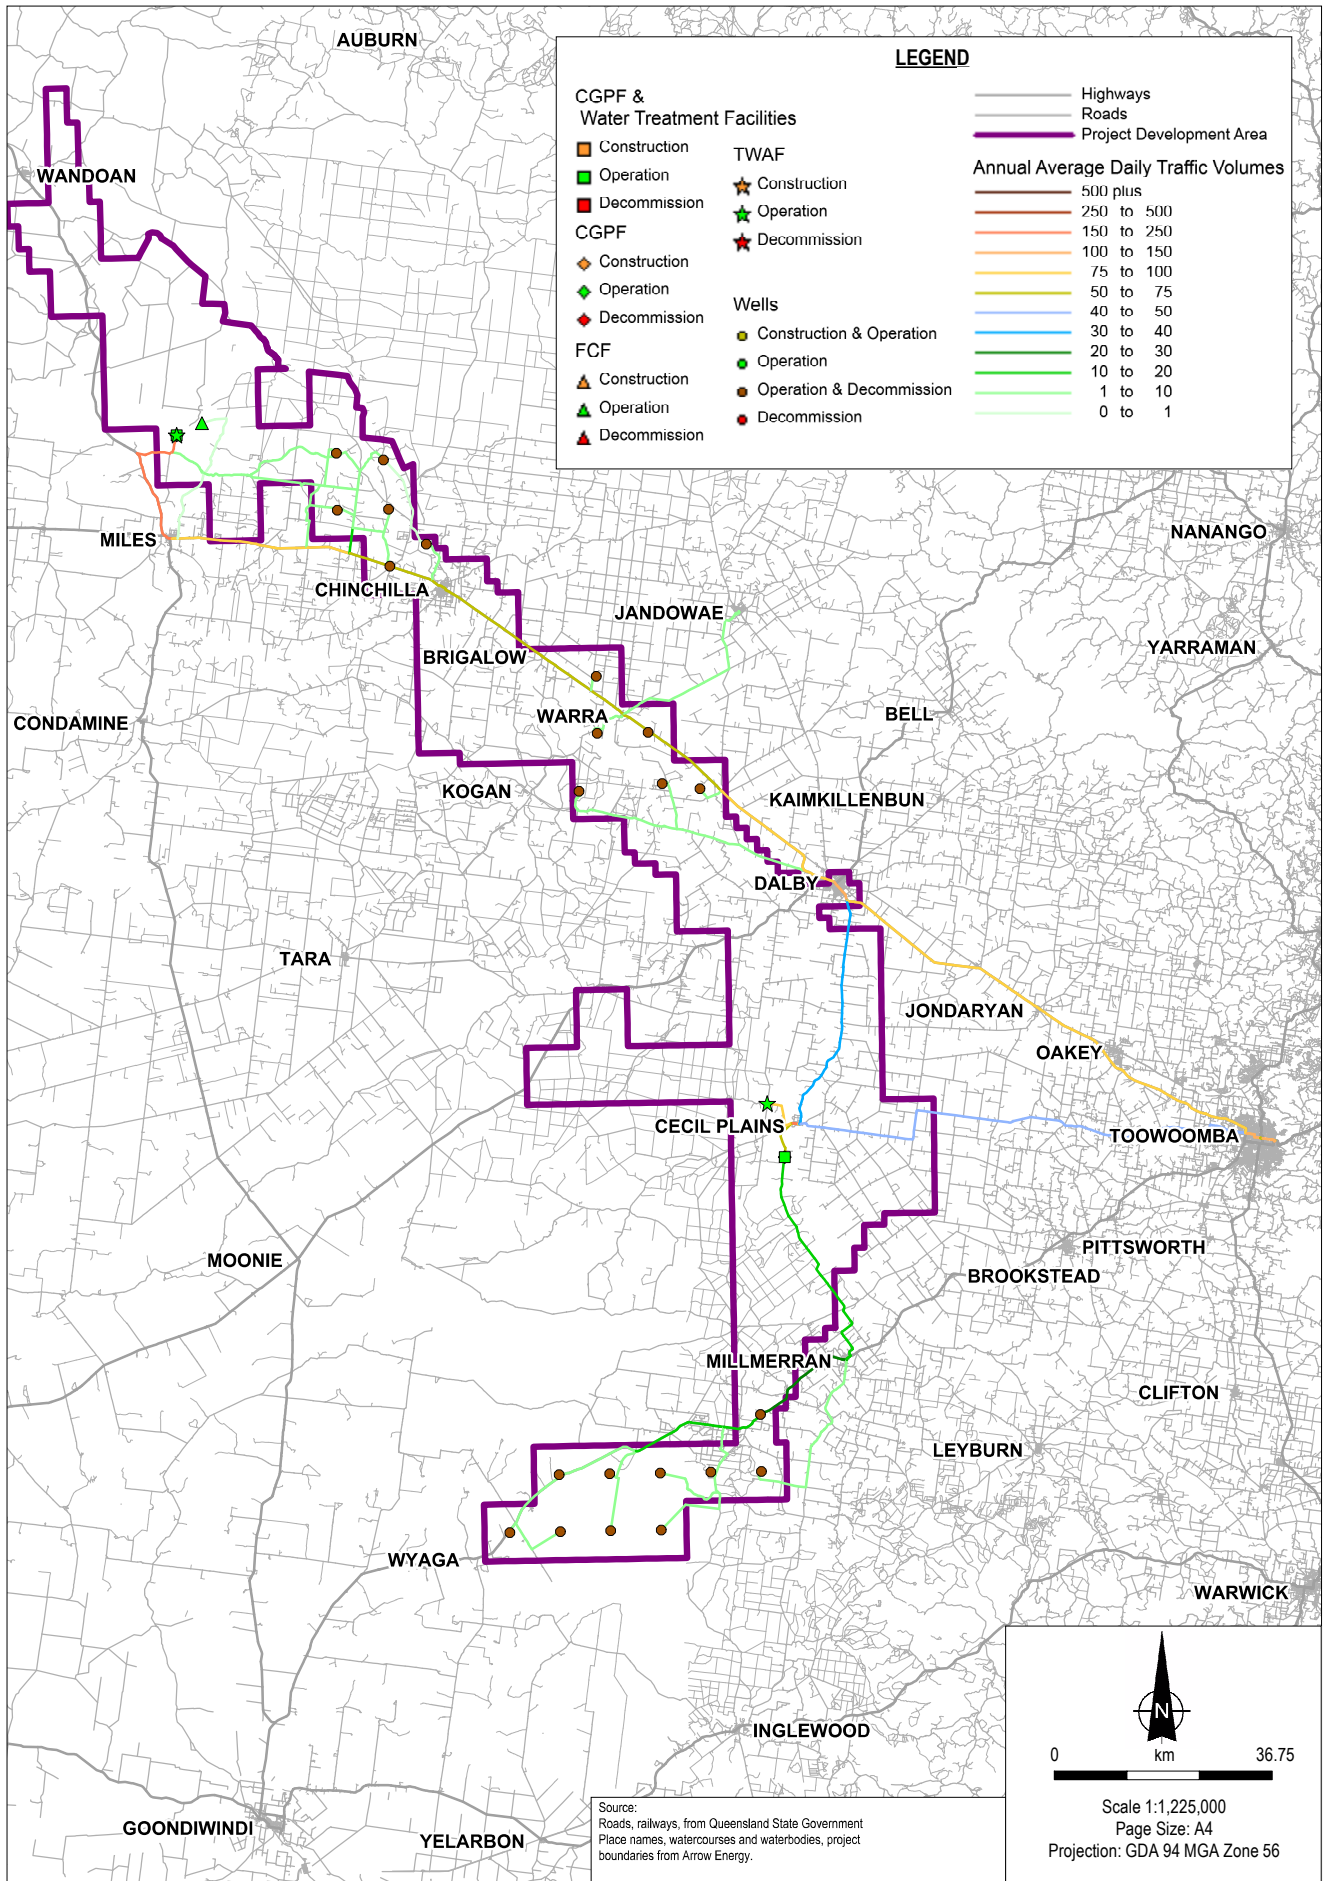 AUBURN
LEGEND
CGPF &
Water Treatment Facilities
Construction
Operation
Decommission
CGPF
Construction
Operation
Decommission
FCF
Construction
Operation
Decommission
TWAF
Construction
Operation
Decommission
Wells
Construction & Operation
Operation
Operation & Decommission
Decommission
Highways
Roads
Project Development Area
Annual Average Daily Traffic Volumes
500 plus
250 to 500
150 to 250
100 to 150
75 to 100
50 to 75
40 to 50
30 to 40
20 to 30
10 to 20
1 to 10
0 to 1
WANDOAN
MILES
NANANGO
CHINCHILLA
JANDOWAE
YARRAMAN
BRIGALOW
WARRA
BELL
CONDAMINE
KOGAN
KAIMKILLENBUN
DALBY
TARA
JONDARYAN
OAKEY
CECIL PLAINS
TOOWOOMBA
MOONIE
PITTSWORTH
BROOKSTEAD
MILLMERRAN
CLIFTON
LEYBURN
WYAGA
WARWICK
INGLEWOOD
GOONDIWINDI
YELARBON
Source:
Roads, railways, from Queensland State Government
Place names, watercourses and waterbodies, project
boundaries from Arrow Energy.
N
0 km 36.75
Scale 1:1,225,000
Page Size: A4
Projection: GDA 94 MGA Zone 56